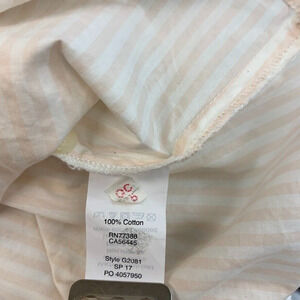 100% Cotton
RN77388
CA56445
Style G2081
SP 17
PO 4057950